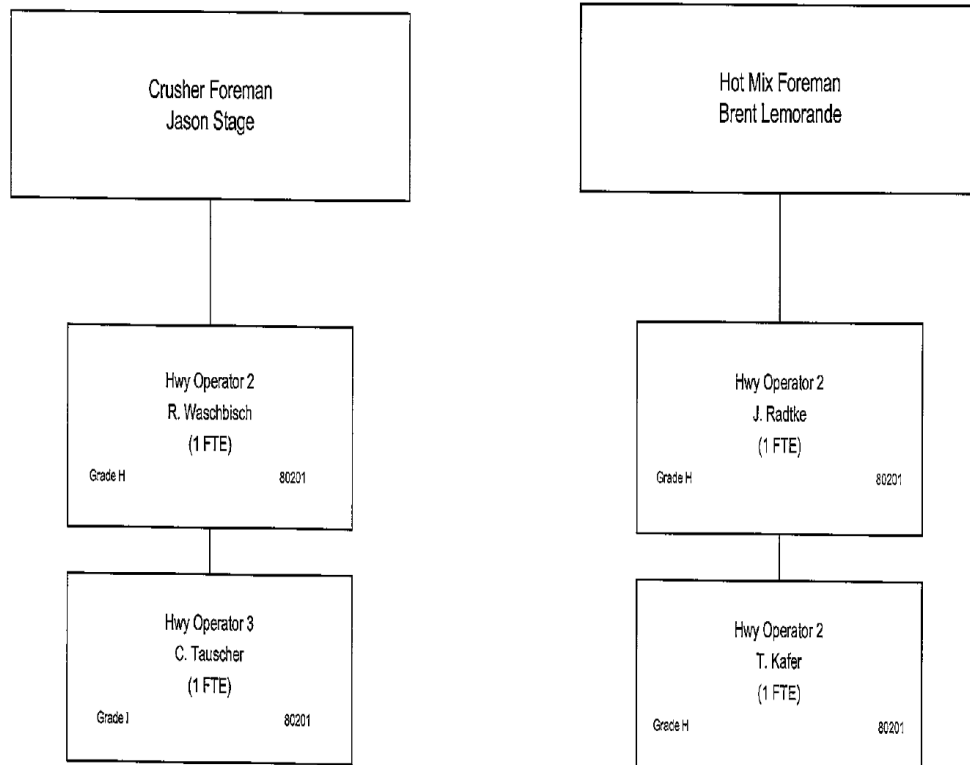 Crusher Foreman
Jason Stage
Hwy Operator 2
R. Waschbisch
(1 FTE)
Grade H 80201
Hwy Operator 3
C. Tauscher
(1 FTE)
Grade I 80201
Hot Mix Foreman
Brent Lemorande
Hwy Operator 2
J. Radtke
(1 FTE)
Grade H 80201
Hwy Operator 2
T. Kafer
(1 FTE)
Grade H 80201